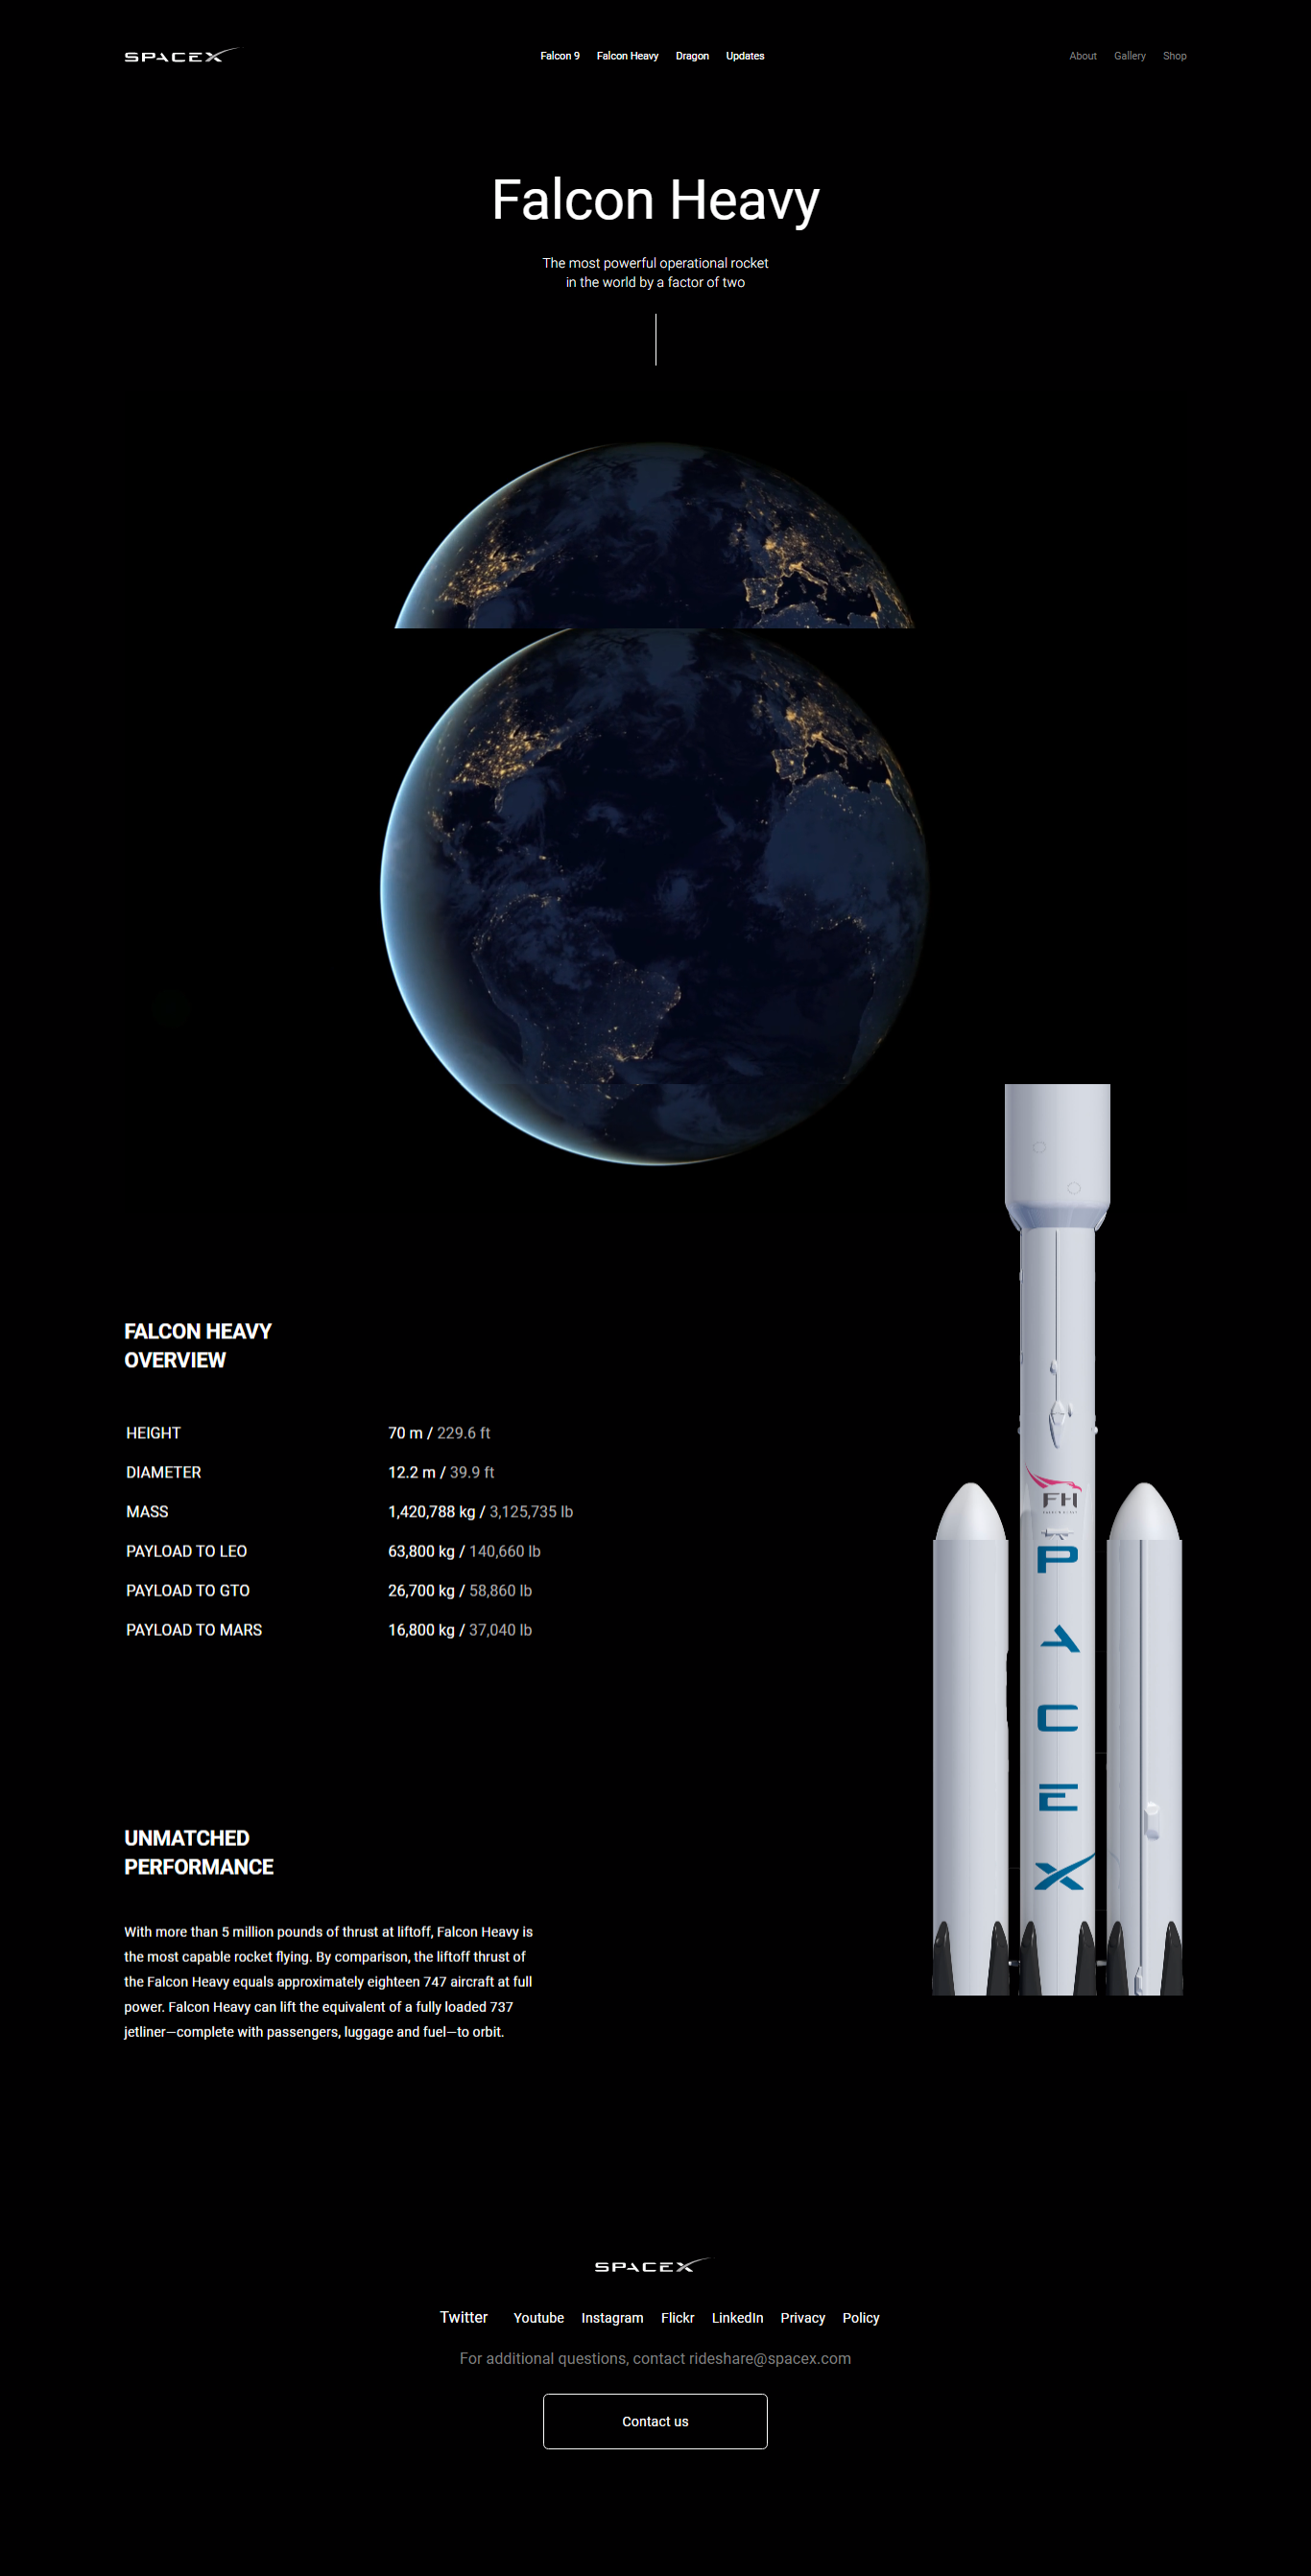 SPACEX
Falcon 9 Falcon Heavy Dragon Updates
About Gallery Shop
Falcon Heavy
The most powerful operational rocket
in the world by a factor of two
FALCON HEAVY
OVERVIEW
HEIGHT 70 m / 229.6 ft
DIAMETER 12.2 m / 39.9 ft
MASS 1,420,788 kg / 3,125,735 lb
PAYLOAD TO LEO 63,800 kg / 140,660 lb
PAYLOAD TO GTO 26,700 kg / 58,860 lb
PAYLOAD TO MARS 16,800 kg / 37,040 lb
FH
P
A
C
E
X
UNMATCHED
PERFORMANCE
With more than 5 million pounds of thrust at liftoff, Falcon Heavy is
the most capable rocket flying. By comparison, the liftoff thrust of
the Falcon Heavy equals approximately eighteen 747 aircraft at full
power. Falcon Heavy can lift the equivalent of a fully loaded 737
jetliner—complete with passengers, luggage and fuel—to orbit.
SPACEX
Twitter Youtube Instagram Flickr LinkedIn Privacy Policy
For additional questions, contact rideshare@spacex.com
Contact us